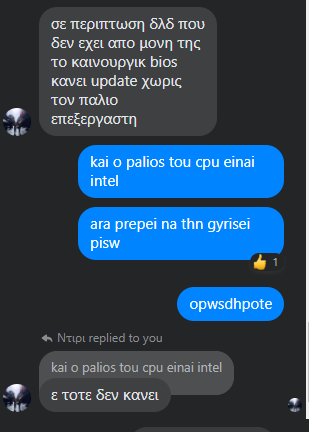 σε περιπτωση δλδ που
δεν εχει απο μονη της
το καινουργικ bios
κανει update χωρις
τον παλιο
επεξεργαστη
kai o palios tou cpu einai
intel
ara prepei na thn gyrisei
pisw
👍 1
opwsdhpote
Ντιρι replied to you
kai o palios tou cpu einai intel
ε τοτε δεν κανει